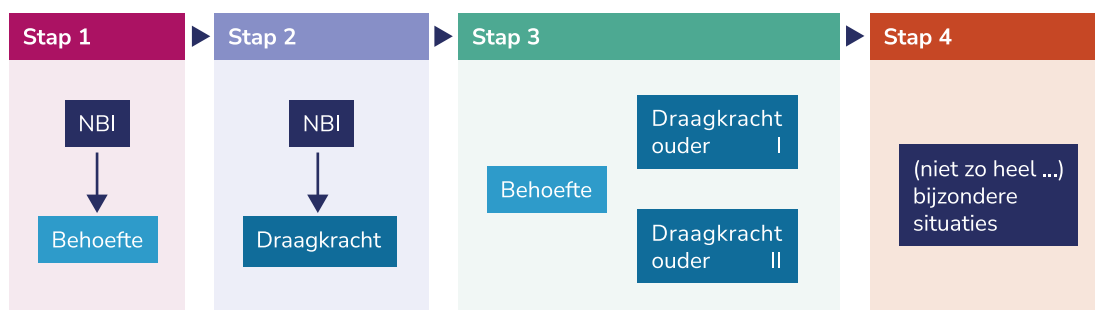 Stap 1
NBI
Behoefte
Stap 2
NBI
Draagkracht
Stap 3
Behoefte
Draagkracht
ouder I
Draagkracht
ouder II
Stap 4
(niet zo heel ...)
bijzondere
situaties